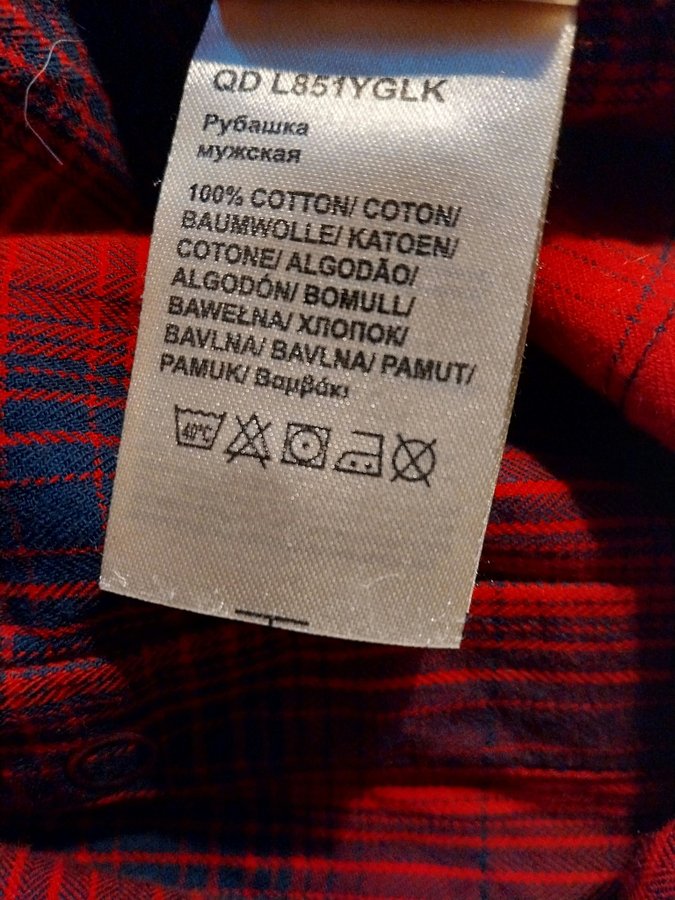 QD L851YGLK
Рубашка
мужская
100% COTTON/ COTON/
BAUMWOLLE/ KATOEN/
COTONE/ ALGODÃO/
ALGODÓN/ BOMULL/
BAWEŁNA/ ХЛОПОК/
BAVLNA/ BAVLNA/ PAMUT/
PAMUK/ Βαμβάκι
40°C